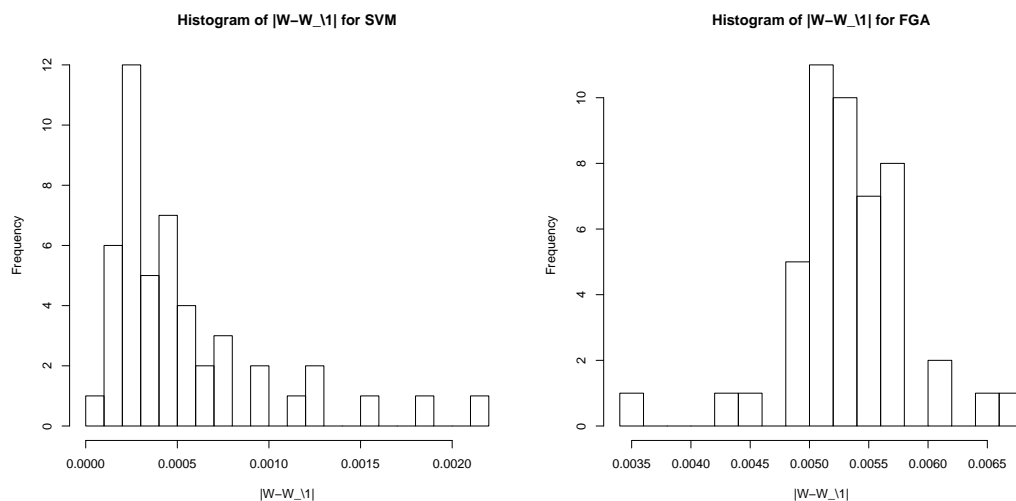 Histogram of |W−W_\1| for SVM
Frequency
0 2 4 6 8 10 12
0.0000 0.0005 0.0010 0.0015 0.0020
|W−W_\1|
Histogram of |W−W_\1| for FGA
Frequency
0 2 4 6 8 10
0.0035 0.0040 0.0045 0.0050 0.0055 0.0060 0.0065
|W−W_\1|